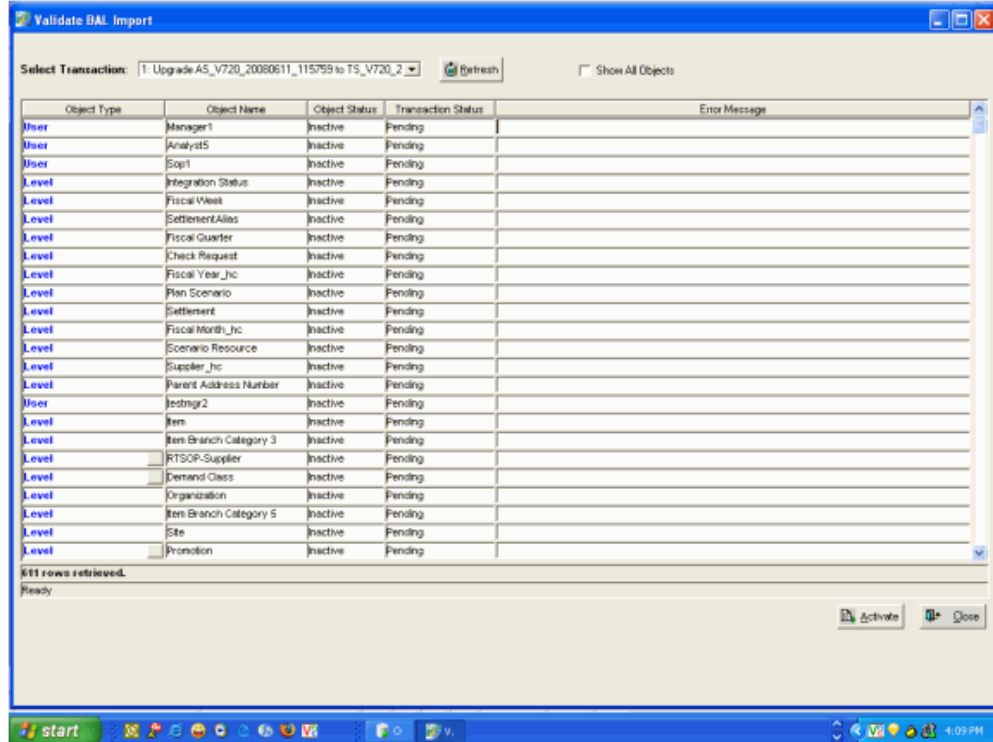 Validate BAL Import
Select Transaction: 1: Upgrade AS_V720_20080611_115759 to TS_V720_2 Refresh Show All Objects
Object Type Object Name Object Status Transaction Status Error Message
User Manager1 Inactive Pending
User Analyst5 Inactive Pending
User Sop1 Inactive Pending
Level Integration Status Inactive Pending
Level Fiscal Week Inactive Pending
Level SettlementAlias Inactive Pending
Level Fiscal Quarter Inactive Pending
Level Check Request Inactive Pending
Level Fiscal Year_hc Inactive Pending
Level Plan Scenario Inactive Pending
Level Settlement Inactive Pending
Level Fiscal Month_hc Inactive Pending
Level Scenario Resource Inactive Pending
Level Supplier_hc Inactive Pending
Level Parent Address Number Inactive Pending
User testmgr2 Inactive Pending
Level Item Inactive Pending
Level Item Branch Category 3 Inactive Pending
Level RTSOP-Supplier Inactive Pending
Level Demand Class Inactive Pending
Level Organization Inactive Pending
Level Item Branch Category 5 Inactive Pending
Level Site Inactive Pending
Level Promotion Inactive Pending
611 rows retrieved.
Ready
Activate Close
start O V. 4:09 PM